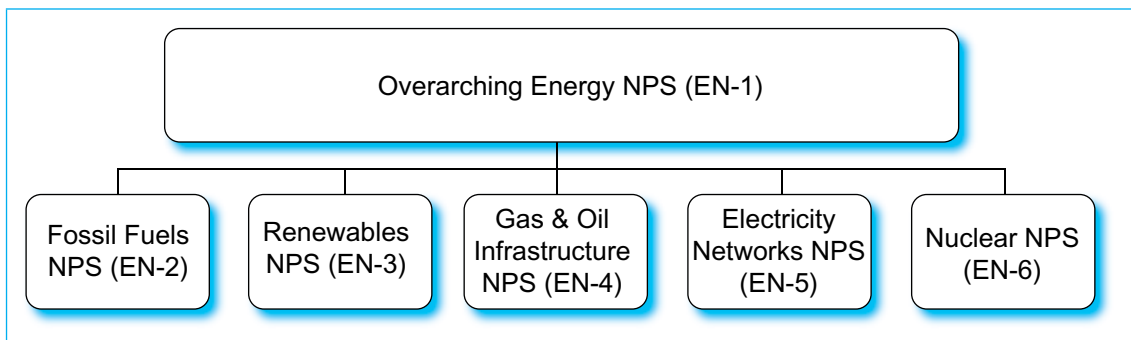 Overarching Energy NPS (EN-1)
Fossil Fuels
NPS (EN-2)
Renewables
NPS (EN-3)
Gas & Oil
Infrastructure
NPS (EN-4)
Electricity
Networks NPS
(EN-5)
Nuclear NPS
(EN-6)